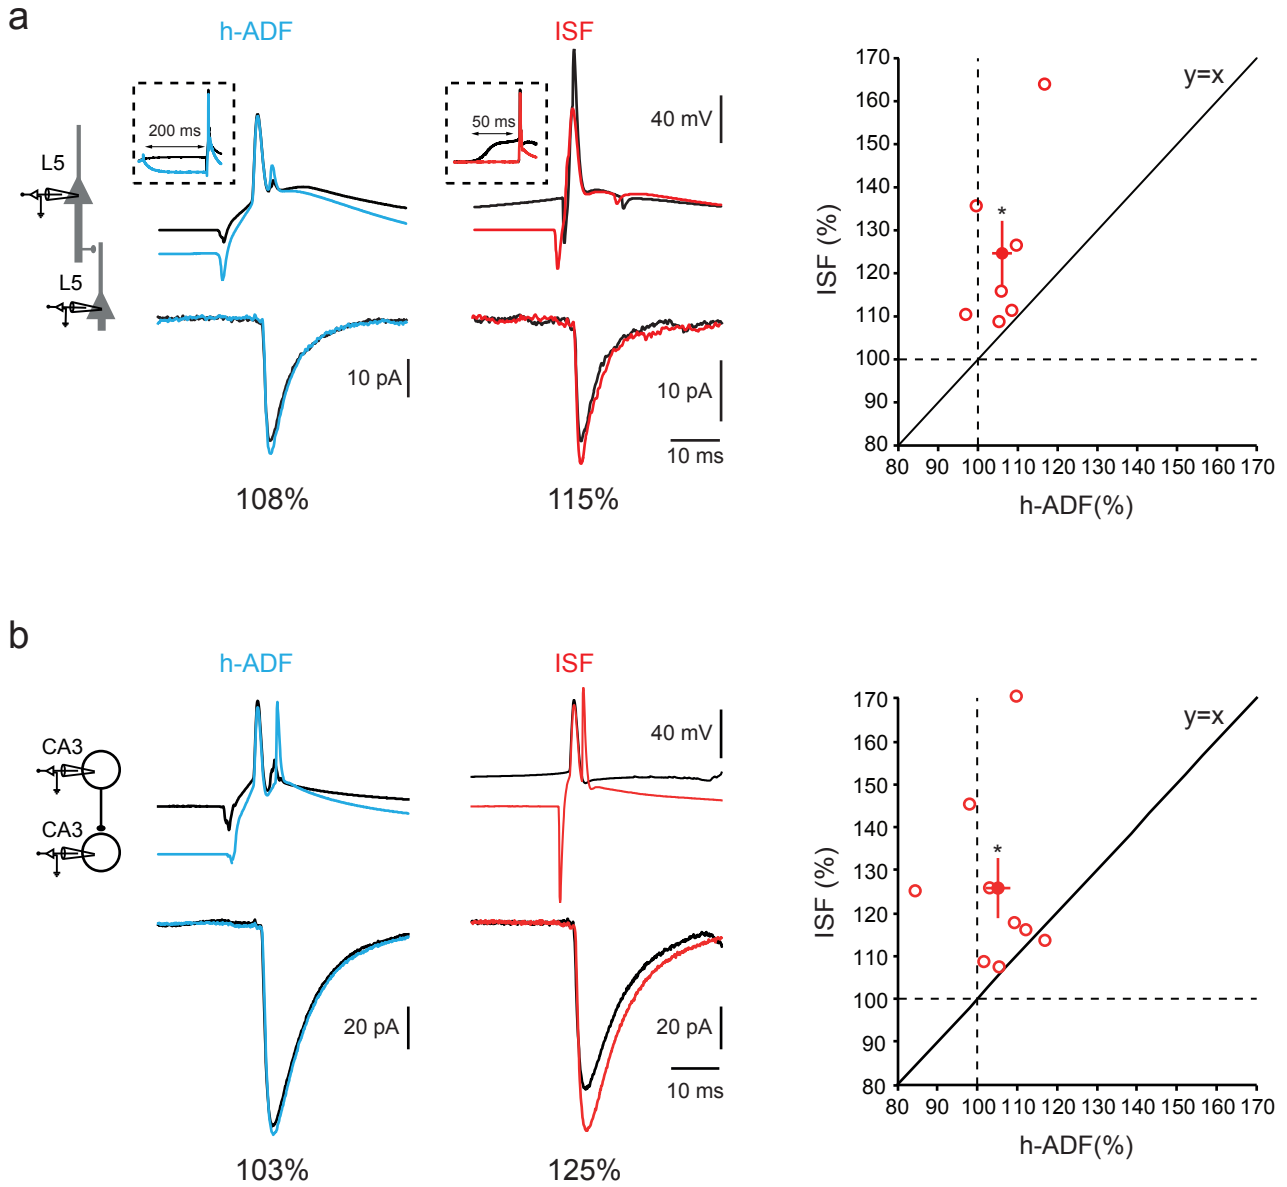 a
h-ADF
ISF
200 ms
50 ms
40 mV
L5
L5
10 pA
10 pA
10 ms
108%
115%
ISF (%)
170
160
150
140
130
120
110
100
90
80
y=x
*
80 90 100 110 120 130 140 150 160 170
h-ADF(%)
b
h-ADF
ISF
40 mV
CA3
CA3
20 pA
20 pA
10 ms
103%
125%
ISF (%)
170
160
150
140
130
120
110
100
90
80
y=x
*
80 90 100 110 120 130 140 150 160 170
h-ADF(%)